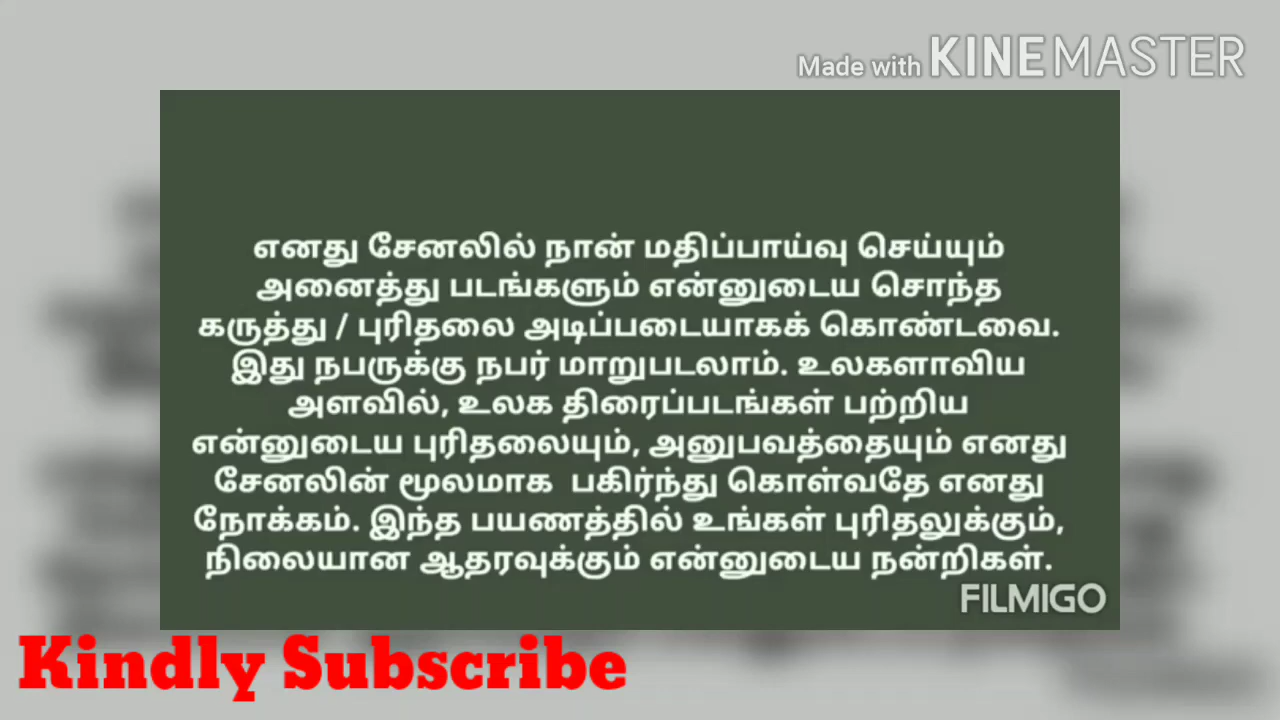 Made with KINEMASTER
எனது சேனலில் நான் மதிப்பாய்வு செய்யும்
அனைத்து படங்களும் என்னுடைய சொந்த
கருத்து / புரிதலை அடிப்படையாகக் கொண்டவை.
இது நபருக்கு நபர் மாறுபடலாம். உலகளாவிய
அளவில், உலக திரைப்படங்கள் பற்றிய
என்னுடைய புரிதலையும், அனுபவத்தையும் எனது
சேனலின் மூலமாக பகிர்ந்து கொள்வதே எனது
நோக்கம். இந்த பயணத்தில் உங்கள் புரிதலுக்கும்,
நிலையான ஆதரவுக்கும் என்னுடைய நன்றிகள்.
FILMIGO
Kindly Subscribe